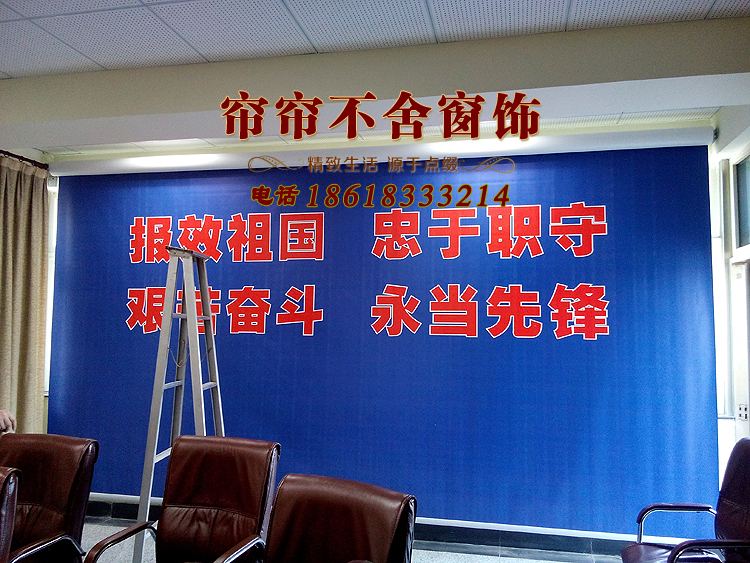 帘帘不舍窗饰
精致生活 源于点缀
电话 18618333214
报效祖国 忠于职守
艰苦奋斗 永当先锋